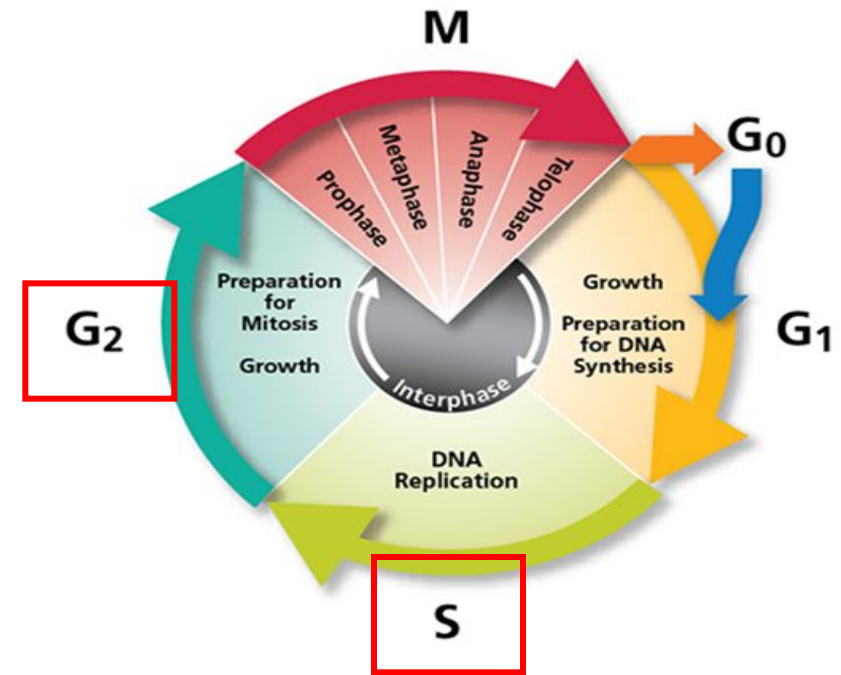 M
Prophase
Metaphase
Anaphase
Telophase
G0
G1
Growth
Preparation
for DNA
Synthesis
Interphase
DNA
Replication
S
G2
Preparation
for
Mitosis
Growth